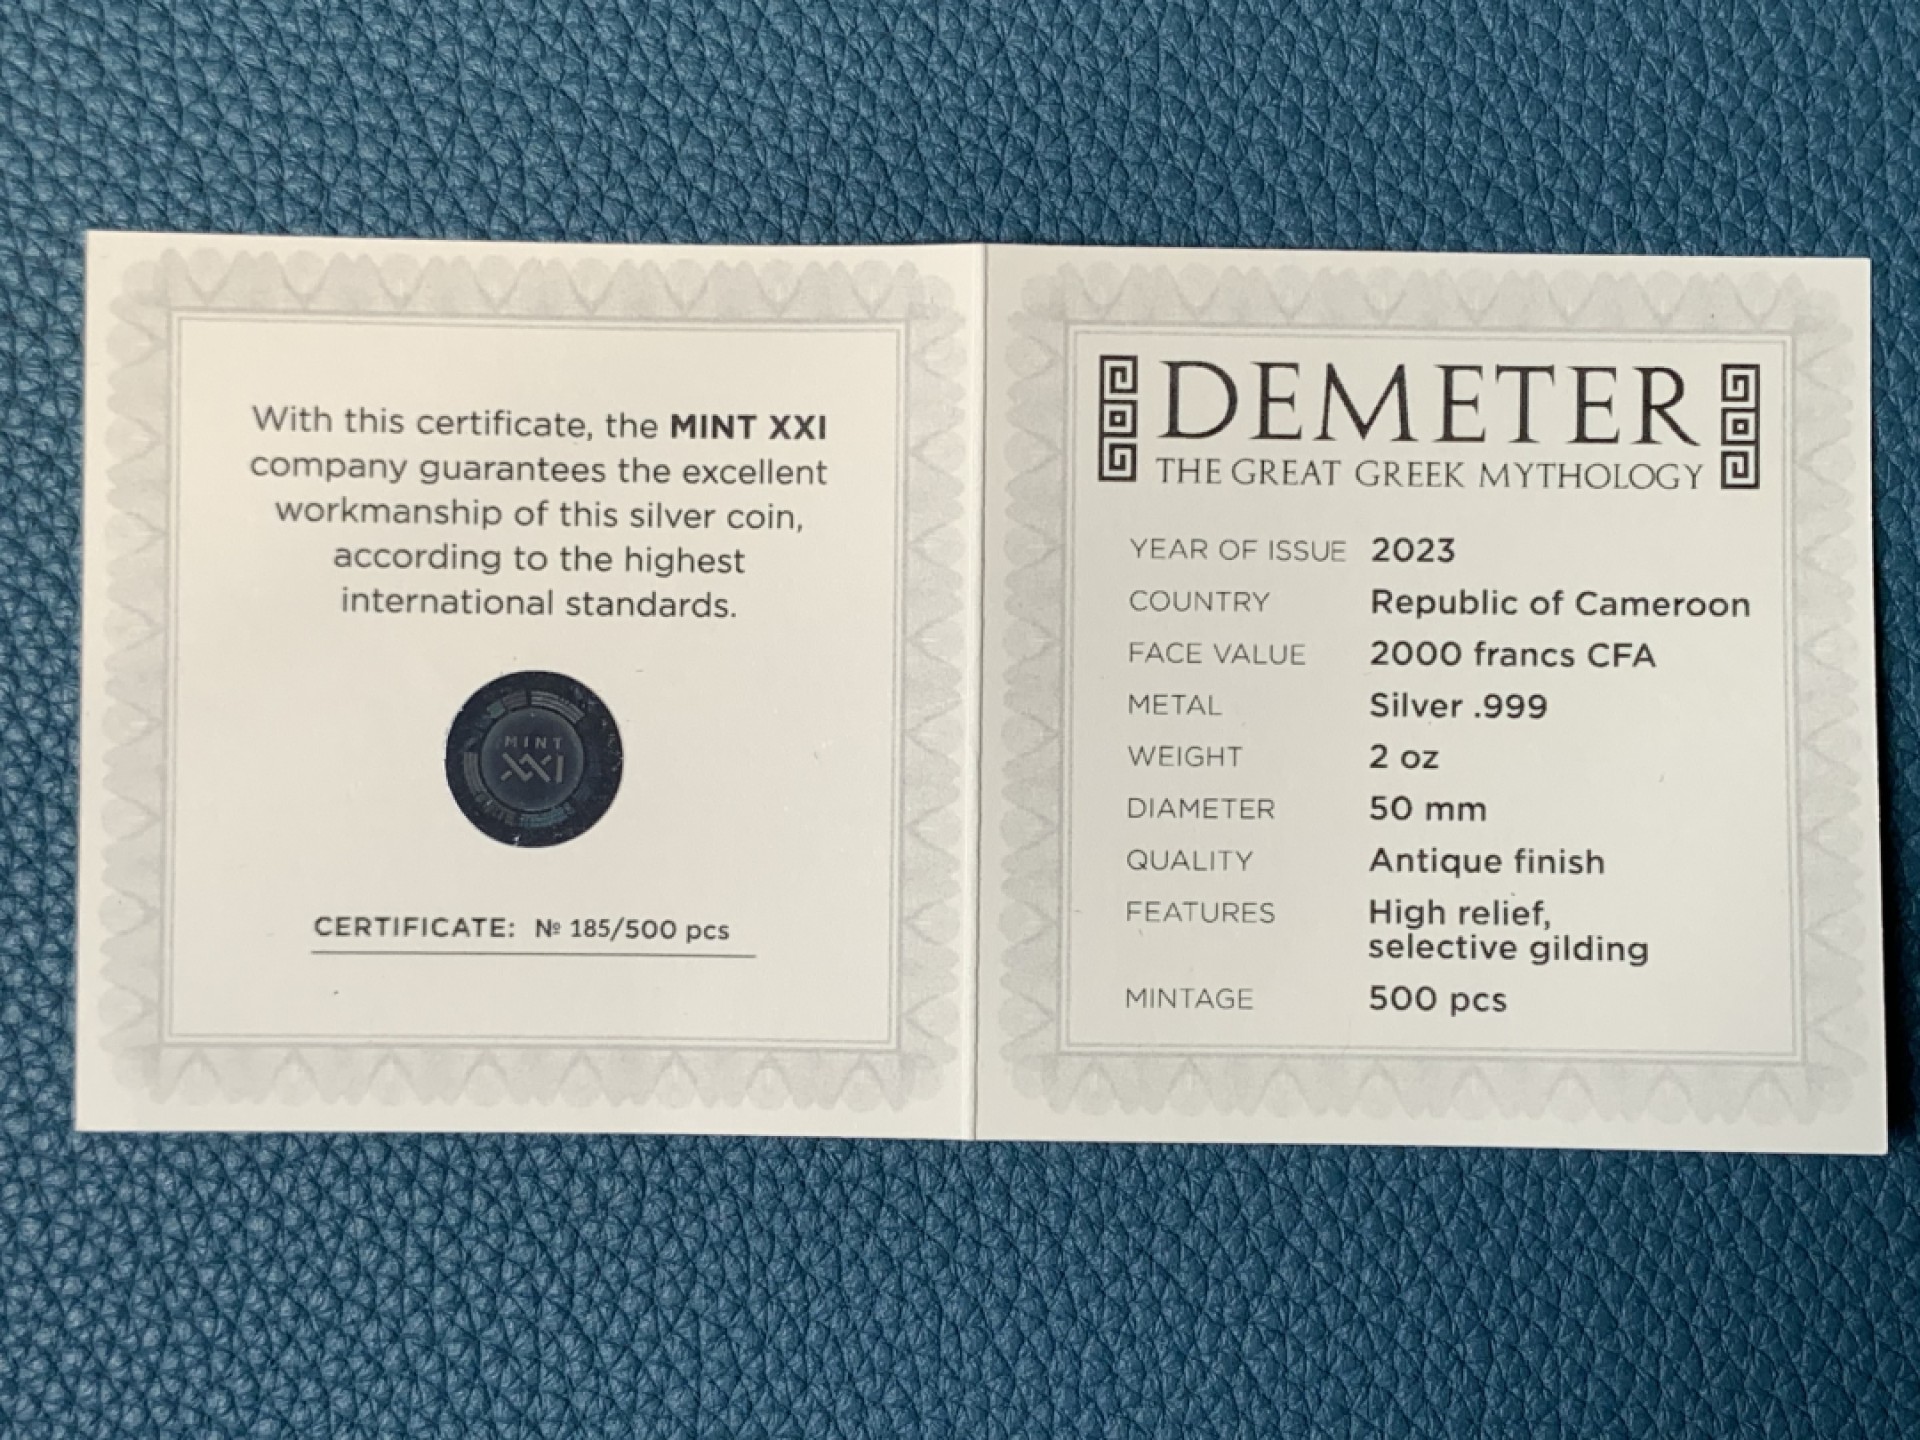 With this certificate, the MINT XXI
company guarantees the excellent
workmanship of this silver coin,
according to the highest
international standards.
MINT
XXI
CERTIFICATE: № 185/500 pcs
DEMETER
THE GREAT GREEK MYTHOLOGY
YEAR OF ISSUE 2023
COUNTRY Republic of Cameroon
FACE VALUE 2000 francs CFA
METAL Silver .999
WEIGHT 2 oz
DIAMETER 50 mm
QUALITY Antique finish
FEATURES High relief,
selective gilding
MINTAGE 500 pcs